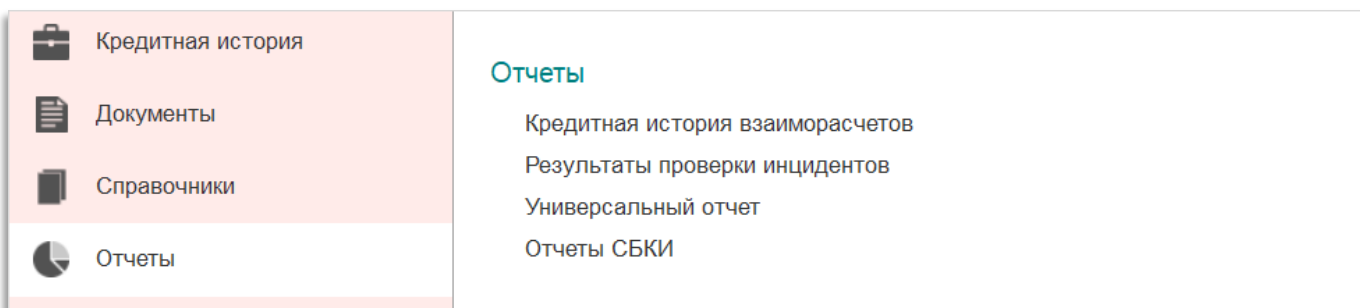 Кредитная история
Документы
Справочники
Отчеты
Отчеты
Кредитная история взаиморасчетов
Результаты проверки инцидентов
Универсальный отчет
Отчеты СБКИ